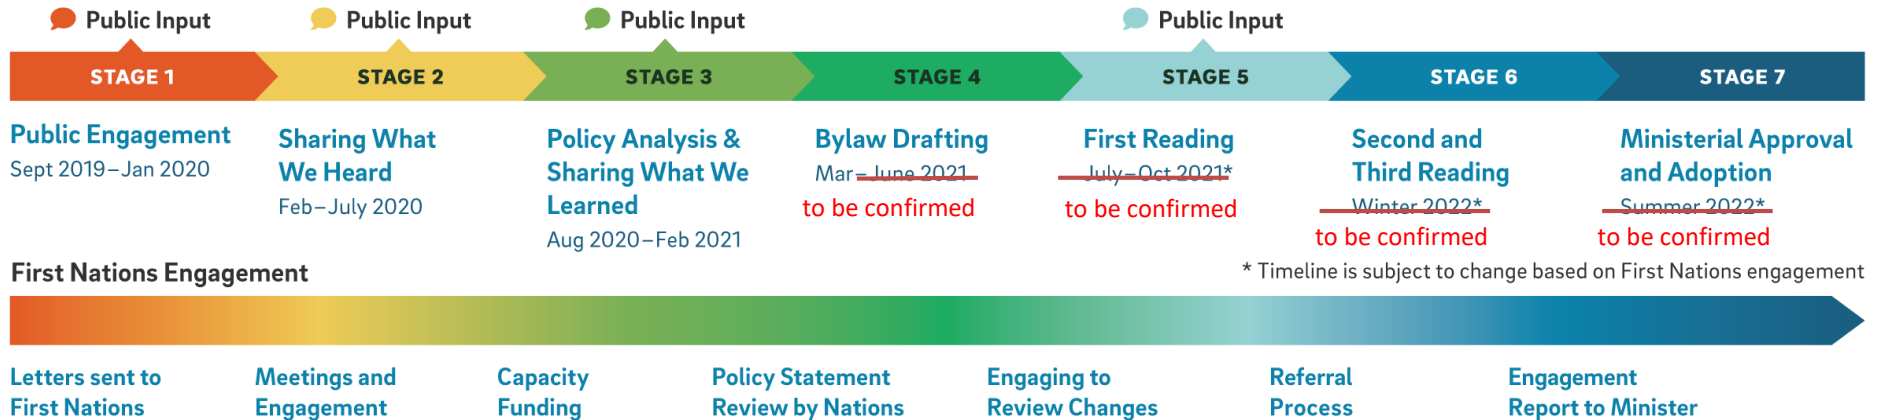 Public Input
Public Input
Public Input
Public Input
STAGE 1
STAGE 2
STAGE 3
STAGE 4
STAGE 5
STAGE 6
STAGE 7
Public Engagement
Sept 2019–Jan 2020
Sharing What
We Heard
Feb–July 2020
Policy Analysis &
Sharing What We
Learned
Aug 2020–Feb 2021
Bylaw Drafting
Mar–June 2021
to be confirmed
First Reading
July–Oct 2021*
to be confirmed
Second and
Third Reading
Winter 2022*
to be confirmed
Ministerial Approval
and Adoption
Summer 2022*
to be confirmed
First Nations Engagement
* Timeline is subject to change based on First Nations engagement
Letters sent to
First Nations
Meetings and
Engagement
Capacity
Funding
Policy Statement
Review by Nations
Engaging to
Review Changes
Referral
Process
Engagement
Report to Minister